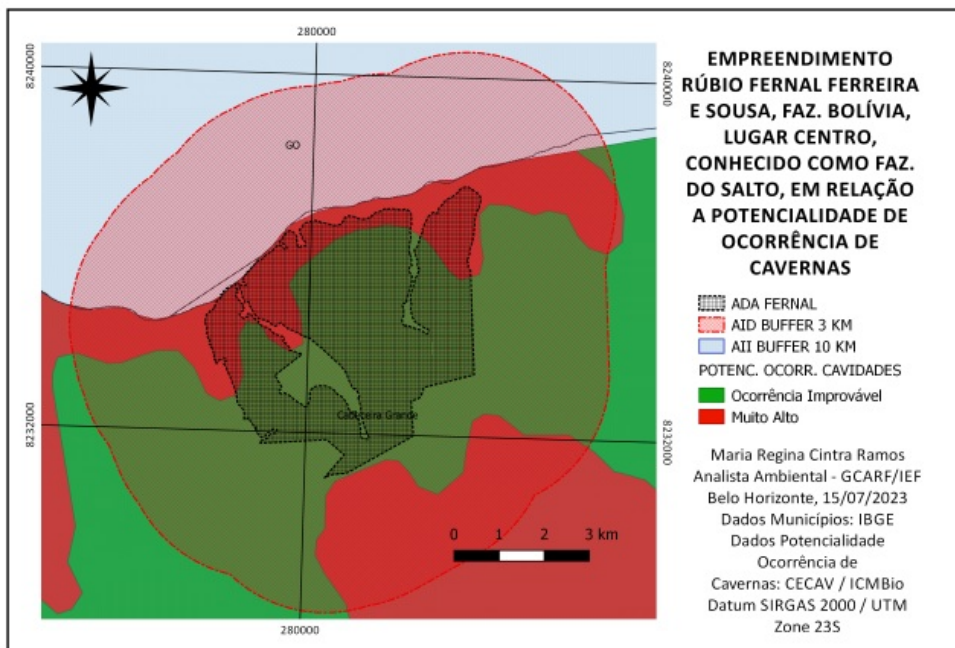 280000
8240000
8240000
GO
Cabeceira Grande
8232000
8232000
0 1 2 3 km
280000
EMPREENDIMENTO
RÚBIO FERNAL FERREIRA
E SOUSA, FAZ. BOLÍVIA,
LUGAR CENTRO,
CONHECIDO COMO FAZ.
DO SALTO, EM RELAÇÃO
A POTENCIALIDADE DE
OCORRÊNCIA DE
CAVERNAS
ADA FERNAL
AID BUFFER 3 KM
AII BUFFER 10 KM
POTENC. OCORR. CAVIDADES
Ocorrência Improvável
Muito Alto
Maria Regina Cintra Ramos
Analista Ambiental - GCARF/IEF
Belo Horizonte, 15/07/2023
Dados Municípios: IBGE
Dados Potencialidade
Ocorrência de
Cavernas: CECAV / ICMBio
Datum SIRGAS 2000 / UTM
Zone 23S